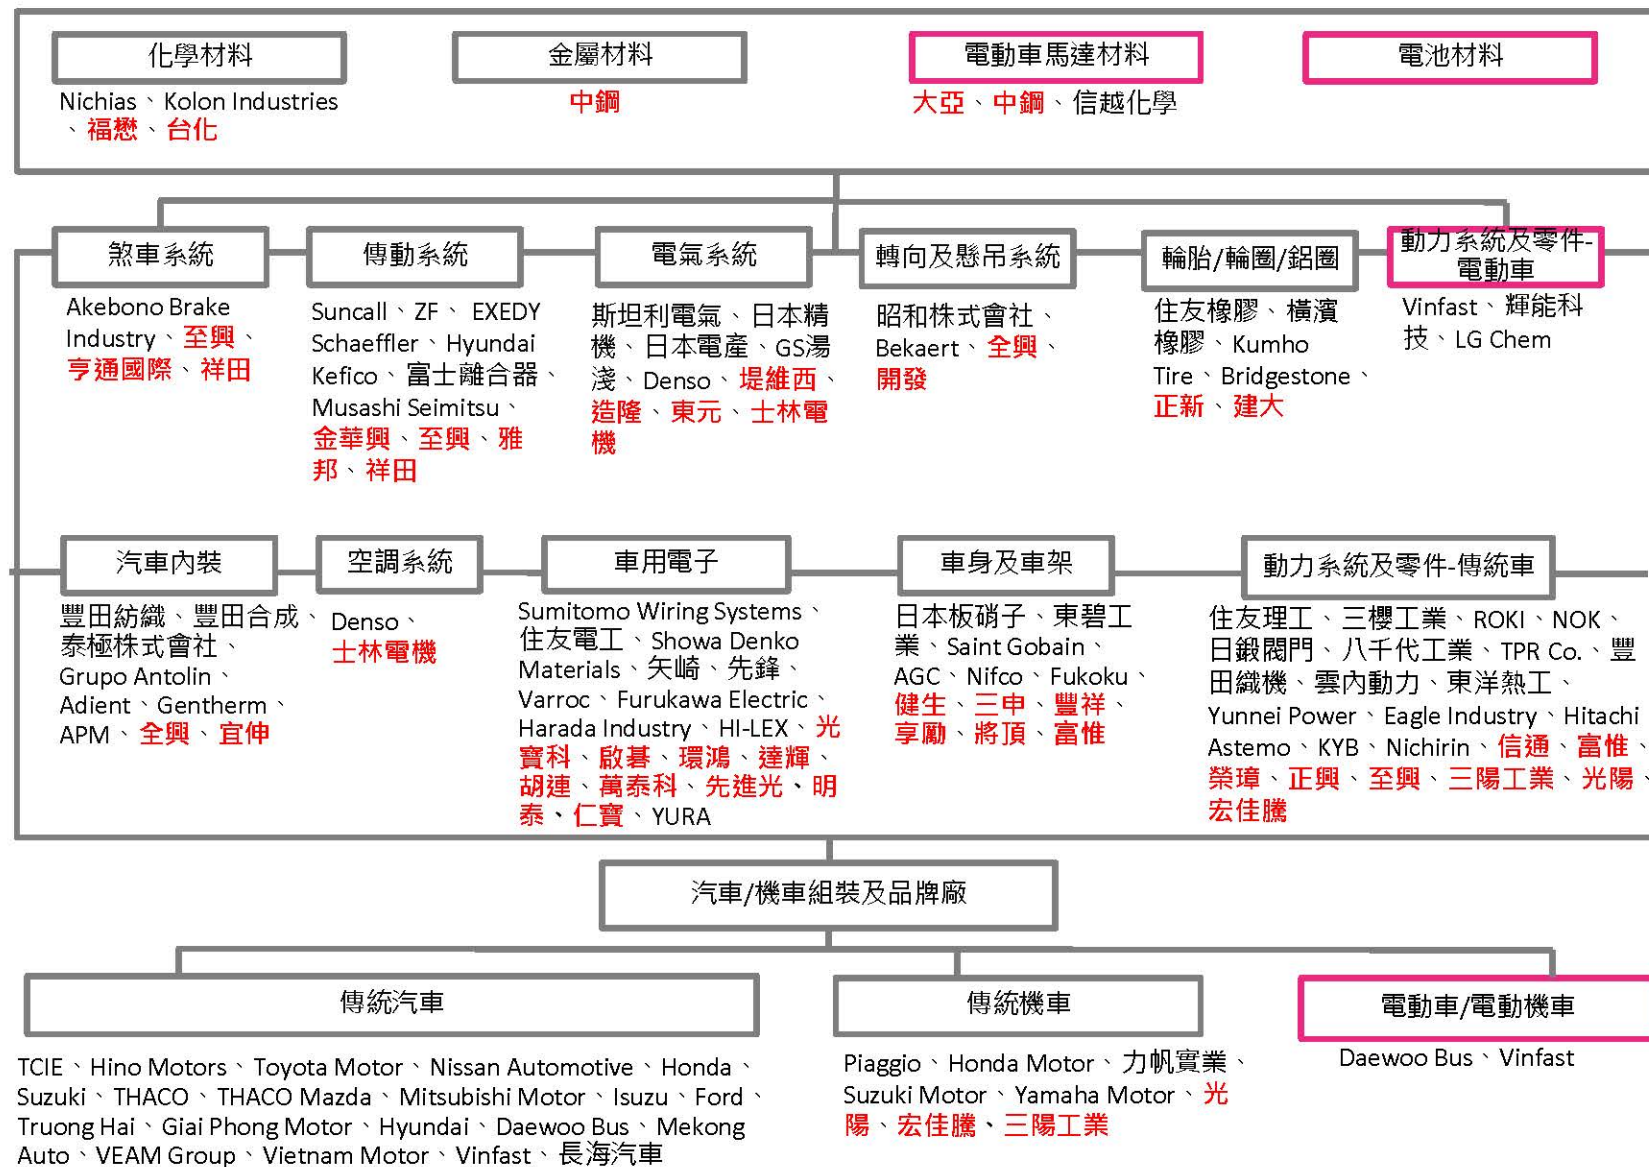 化學材料
Nichias、Kolon Industries
、福懋、台化
金屬材料
中鋼
電動車馬達材料
大亞、中鋼、信越化學
電池材料
煞車系統
Akebono Brake
Industry、至興、
亨通國際、祥田
傳動系統
Suncall、ZF、 EXEDY
Schaeffler、Hyundai
Kefico、富士離合器、
Musashi Seimitsu、
金華興、至興、雅
邦、祥田
電氣系統
斯坦利電氣、日本精
機、日本電產、GS湯
淺、Denso、堤維西、
造隆、東元、士林電
機
轉向及懸吊系統
昭和株式會社、
Bekaert、全興、
開發
輪胎/輪圈/鋁圈
住友橡膠、橫濱
橡膠、Kumho
Tire、Bridgestone、
正新、建大
動力系統及零件-
電動車
Vinfast、輝能科
技、LG Chem
汽車內裝
豐田紡織、豐田合成、
泰極株式會社、
Grupo Antolin、
Adient、Gentherm、
APM、全興、宜伸
空調系統
Denso、
士林電機
車用電子
Sumitomo Wiring Systems、
住友電工、Showa Denko
Materials、矢崎、先鋒、
Varroc、Furukawa Electric、
Harada Industry、HI-LEX、光
寶科、啟碁、環鴻、達輝、
胡連、萬泰科、先進光、明
泰、仁寶、YURA
車身及車架
日本板硝子、東碧工
業、Saint Gobain、
AGC、Nifco、Fukoku、
健生、三申、豐祥、
享勵、將頂、富惟
動力系統及零件-傳統車
住友理工、三櫻工業、ROKI、NOK、
日鍛閥門、八千代工業、TPR Co.、豐
田織機、雲內動力、東洋熱工、
Yunnei Power、Eagle Industry、Hitachi
Astemo、KYB、Nichirin、信通、富惟、
榮璋、正興、至興、三陽工業、光陽、
宏佳騰
汽車/機車組裝及品牌廠
傳統汽車
TCIE、Hino Motors、Toyota Motor、Nissan Automotive、Honda、
Suzuki、THACO、THACO Mazda、Mitsubishi Motor、Isuzu、Ford、
Truong Hai、Giai Phong Motor、Hyundai、Daewoo Bus、Mekong
Auto、VEAM Group、Vietnam Motor、Vinfast、長海汽車
傳統機車
Piaggio、Honda Motor、力帆實業、
Suzuki Motor、Yamaha Motor、光
陽、宏佳騰、三陽工業
電動車/電動機車
Daewoo Bus、Vinfast